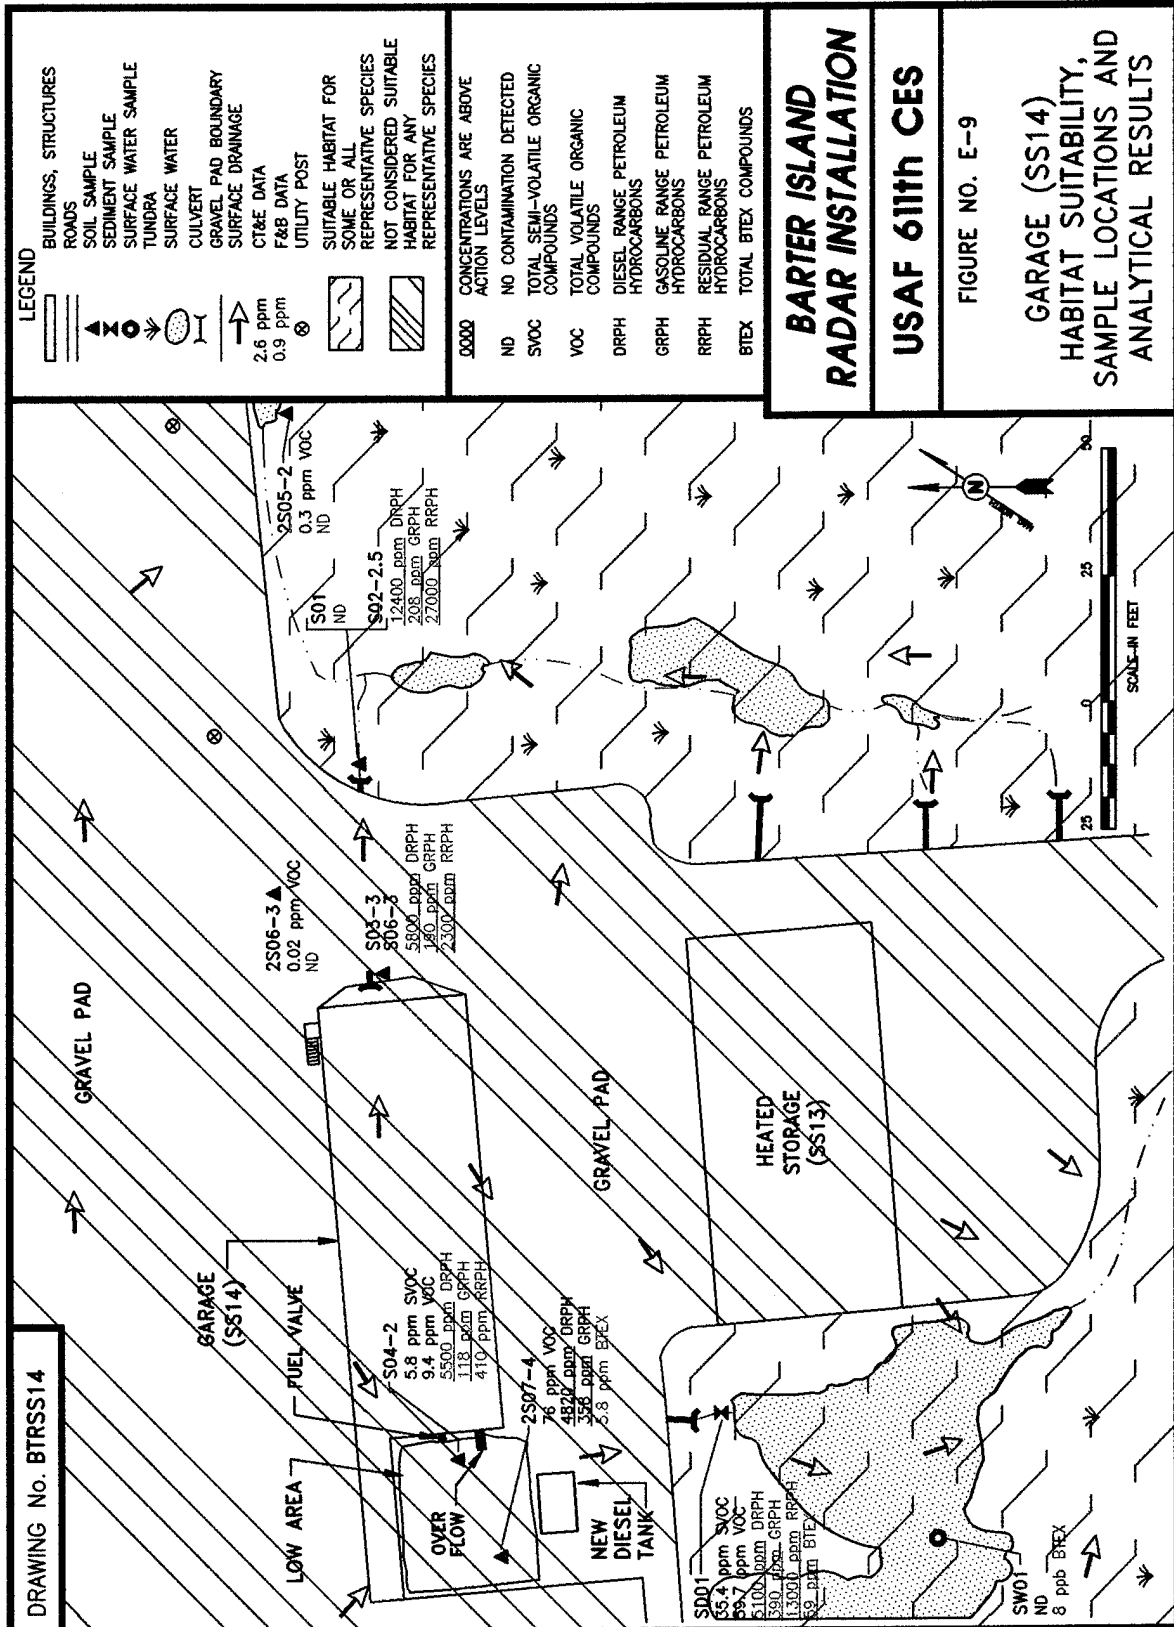 DRAWING No. BTRSS14
GRAVEL PAD
GARAGE
(SS14)
FUEL VALVE
LOW AREA
OVER
FLOW
S04-2
5.8 ppm SVOC
9.4 ppm VOC
5500 ppm DRPH
118 ppm GRPH
410 ppm RRPH
2S07-4
76 ppm VOC
4820 ppm DRPH
358 ppm GRPH
5.8 ppm BTEX
NEW
DIESEL
TANK
2S06-3
0.02 ppm VOC
ND
S03-3
S06-3
5800 ppm DRPH
180 ppm GRPH
2300 ppm RRPH
S01
ND
S02-2.5
12400 ppm DRPH
208 ppm GRPH
27000 ppm RRPH
2S05-2
0.3 ppm VOC
ND
GRAVEL PAD
HEATED
STORAGE
(SS13)
SD01
35.4 ppm SVOC
59.7 ppm VOC
5100 ppm DRPH
390 ppm GRPH
13000 ppm RRPH
59 ppm BTEX
SW01
ND
8 ppb BTEX
N
25 0 25 50
SCALE IN FEET
LEGEND
BUILDINGS, STRUCTURES
ROADS
SOIL SAMPLE
SEDIMENT SAMPLE
SURFACE WATER SAMPLE
TUNDRA
SURFACE WATER
CULVERT
GRAVEL PAD BOUNDARY
SURFACE DRAINAGE
2.6 ppm CT&E DATA
0.9 ppm F&B DATA
UTILITY POST
SUITABLE HABITAT FOR
SOME OR ALL
REPRESENTATIVE SPECIES
NOT CONSIDERED SUITABLE
HABITAT FOR ANY
REPRESENTATIVE SPECIES
0000 CONCENTRATIONS ARE ABOVE
ACTION LEVELS
ND NO CONTAMINATION DETECTED
SVOC TOTAL SEMI-VOLATILE ORGANIC
COMPOUNDS
VOC TOTAL VOLATILE ORGANIC
COMPOUNDS
DRPH DIESEL RANGE PETROLEUM
HYDROCARBONS
GRPH GASOLINE RANGE PETROLEUM
HYDROCARBONS
RRPH RESIDUAL RANGE PETROLEUM
HYDROCARBONS
BTEX TOTAL BTEX COMPOUNDS
BARTER ISLAND
RADAR INSTALLATION
USAF 611th CES
FIGURE NO. E-9
GARAGE (SS14)
HABITAT SUITABILITY,
SAMPLE LOCATIONS AND
ANALYTICAL RESULTS